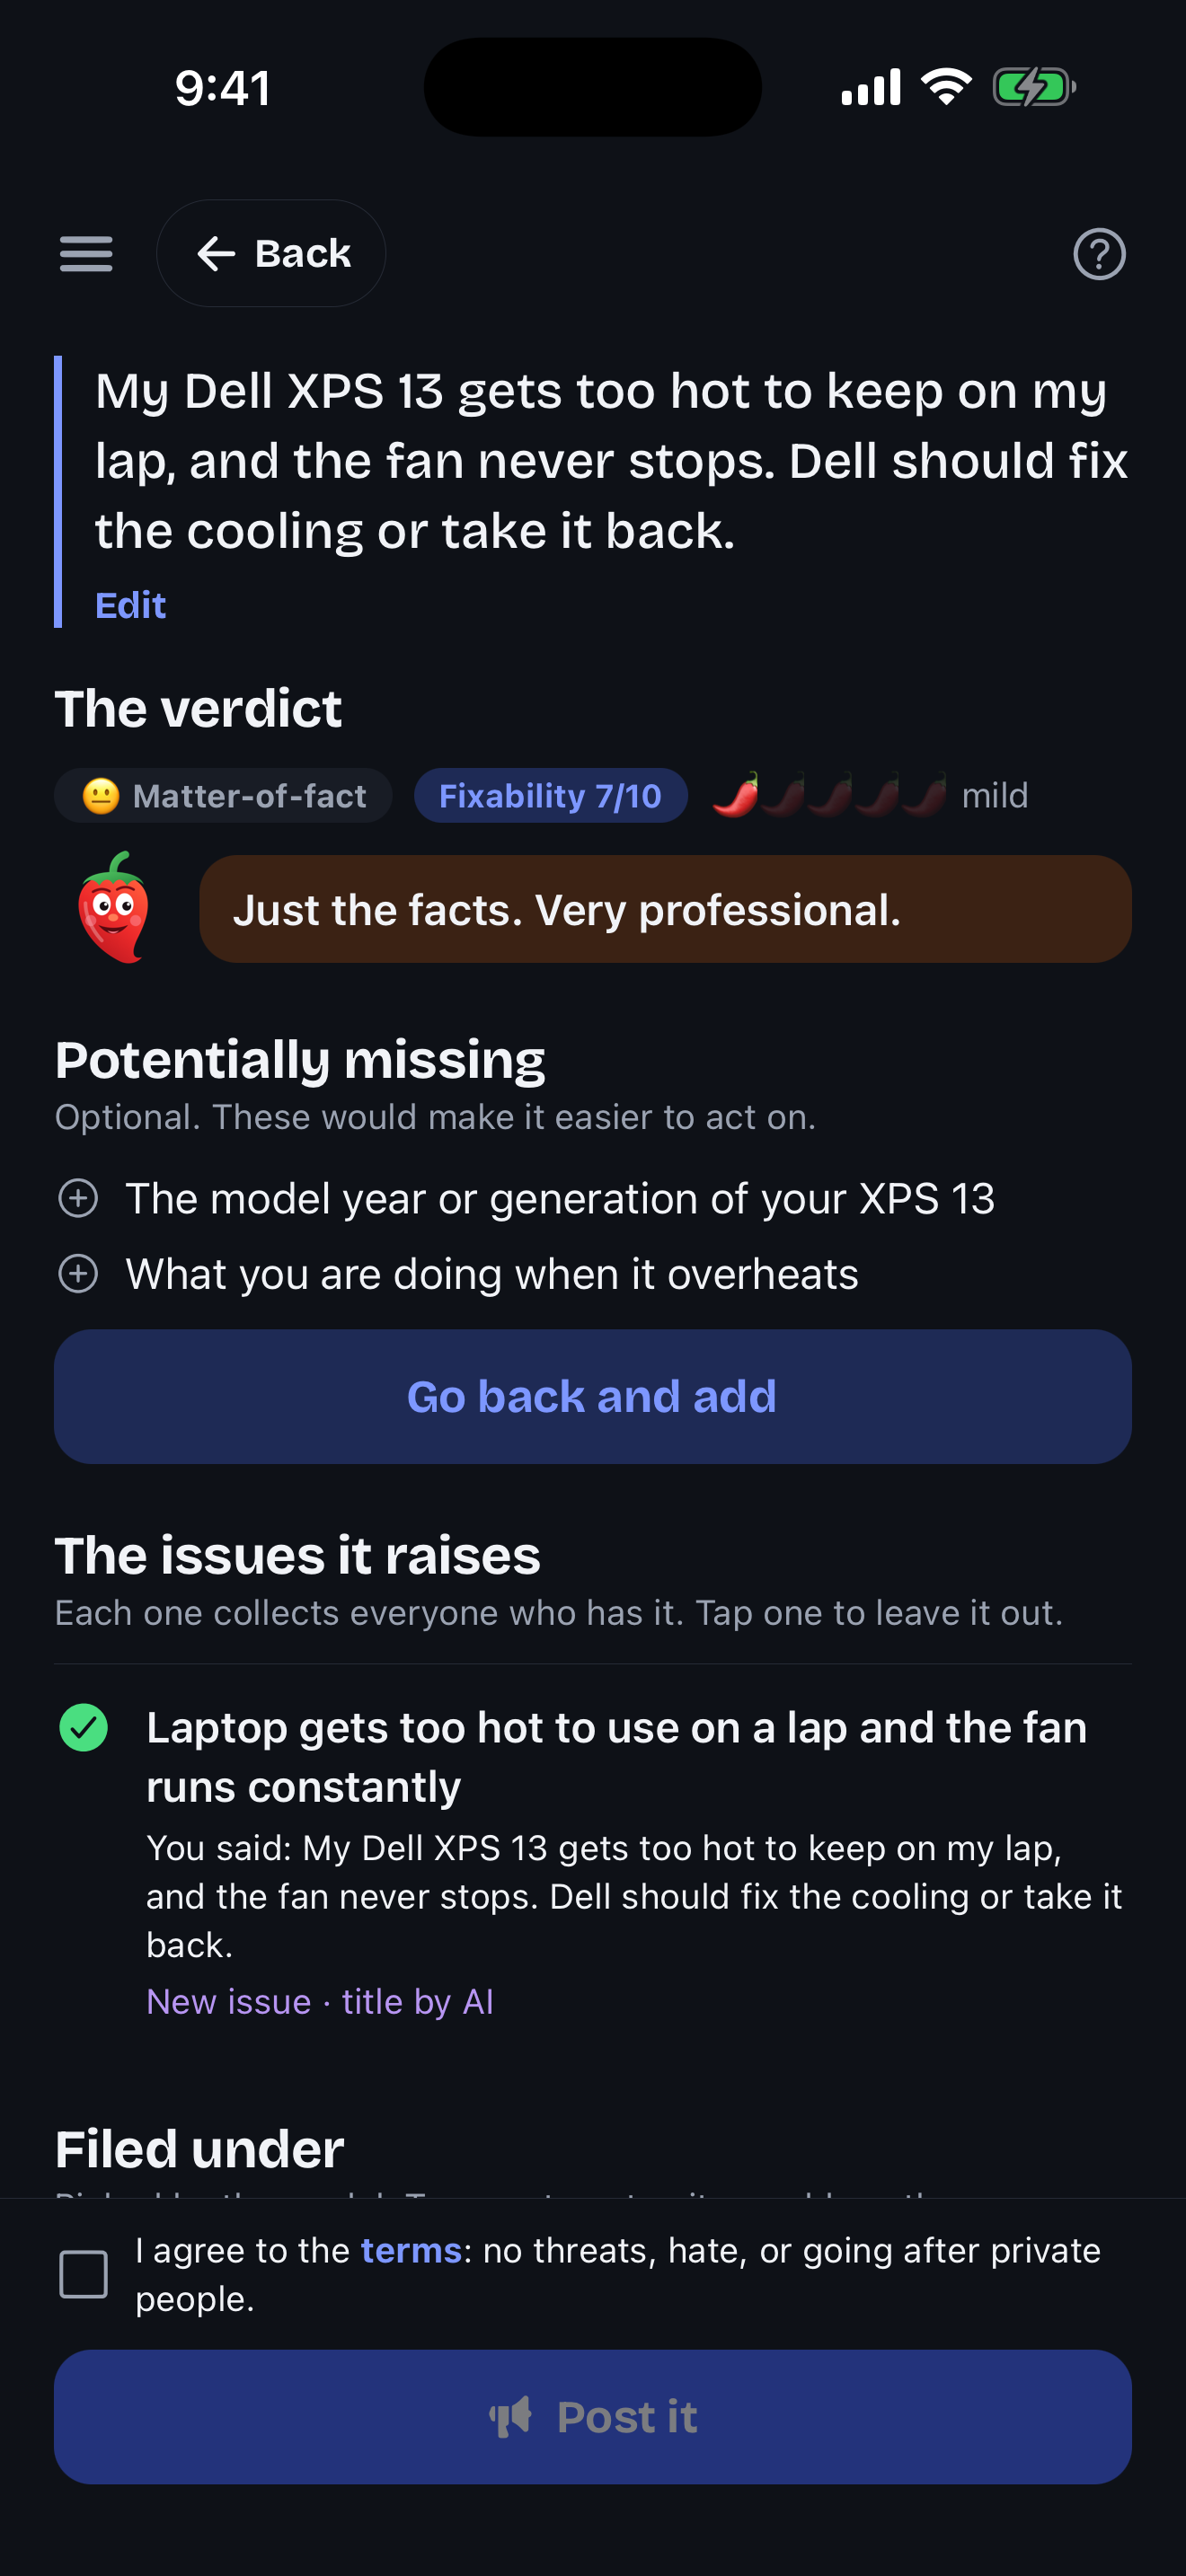 9:41
Back
My Dell XPS 13 gets too hot to keep on my
lap, and the fan never stops. Dell should fix
the cooling or take it back.
Edit
The verdict
Matter-of-fact
Fixability 7/10
mild
Just the facts. Very professional.
Potentially missing
Optional. These would make it easier to act on.
The model year or generation of your XPS 13
What you are doing when it overheats
Go back and add
The issues it raises
Each one collects everyone who has it. Tap one to leave it out.
Laptop gets too hot to use on a lap and the fan
runs constantly
You said: My Dell XPS 13 gets too hot to keep on my lap,
and the fan never stops. Dell should fix the cooling or take it
back.
New issue · title by AI
Filed under
I agree to the terms: no threats, hate, or going after private
people.
Post it